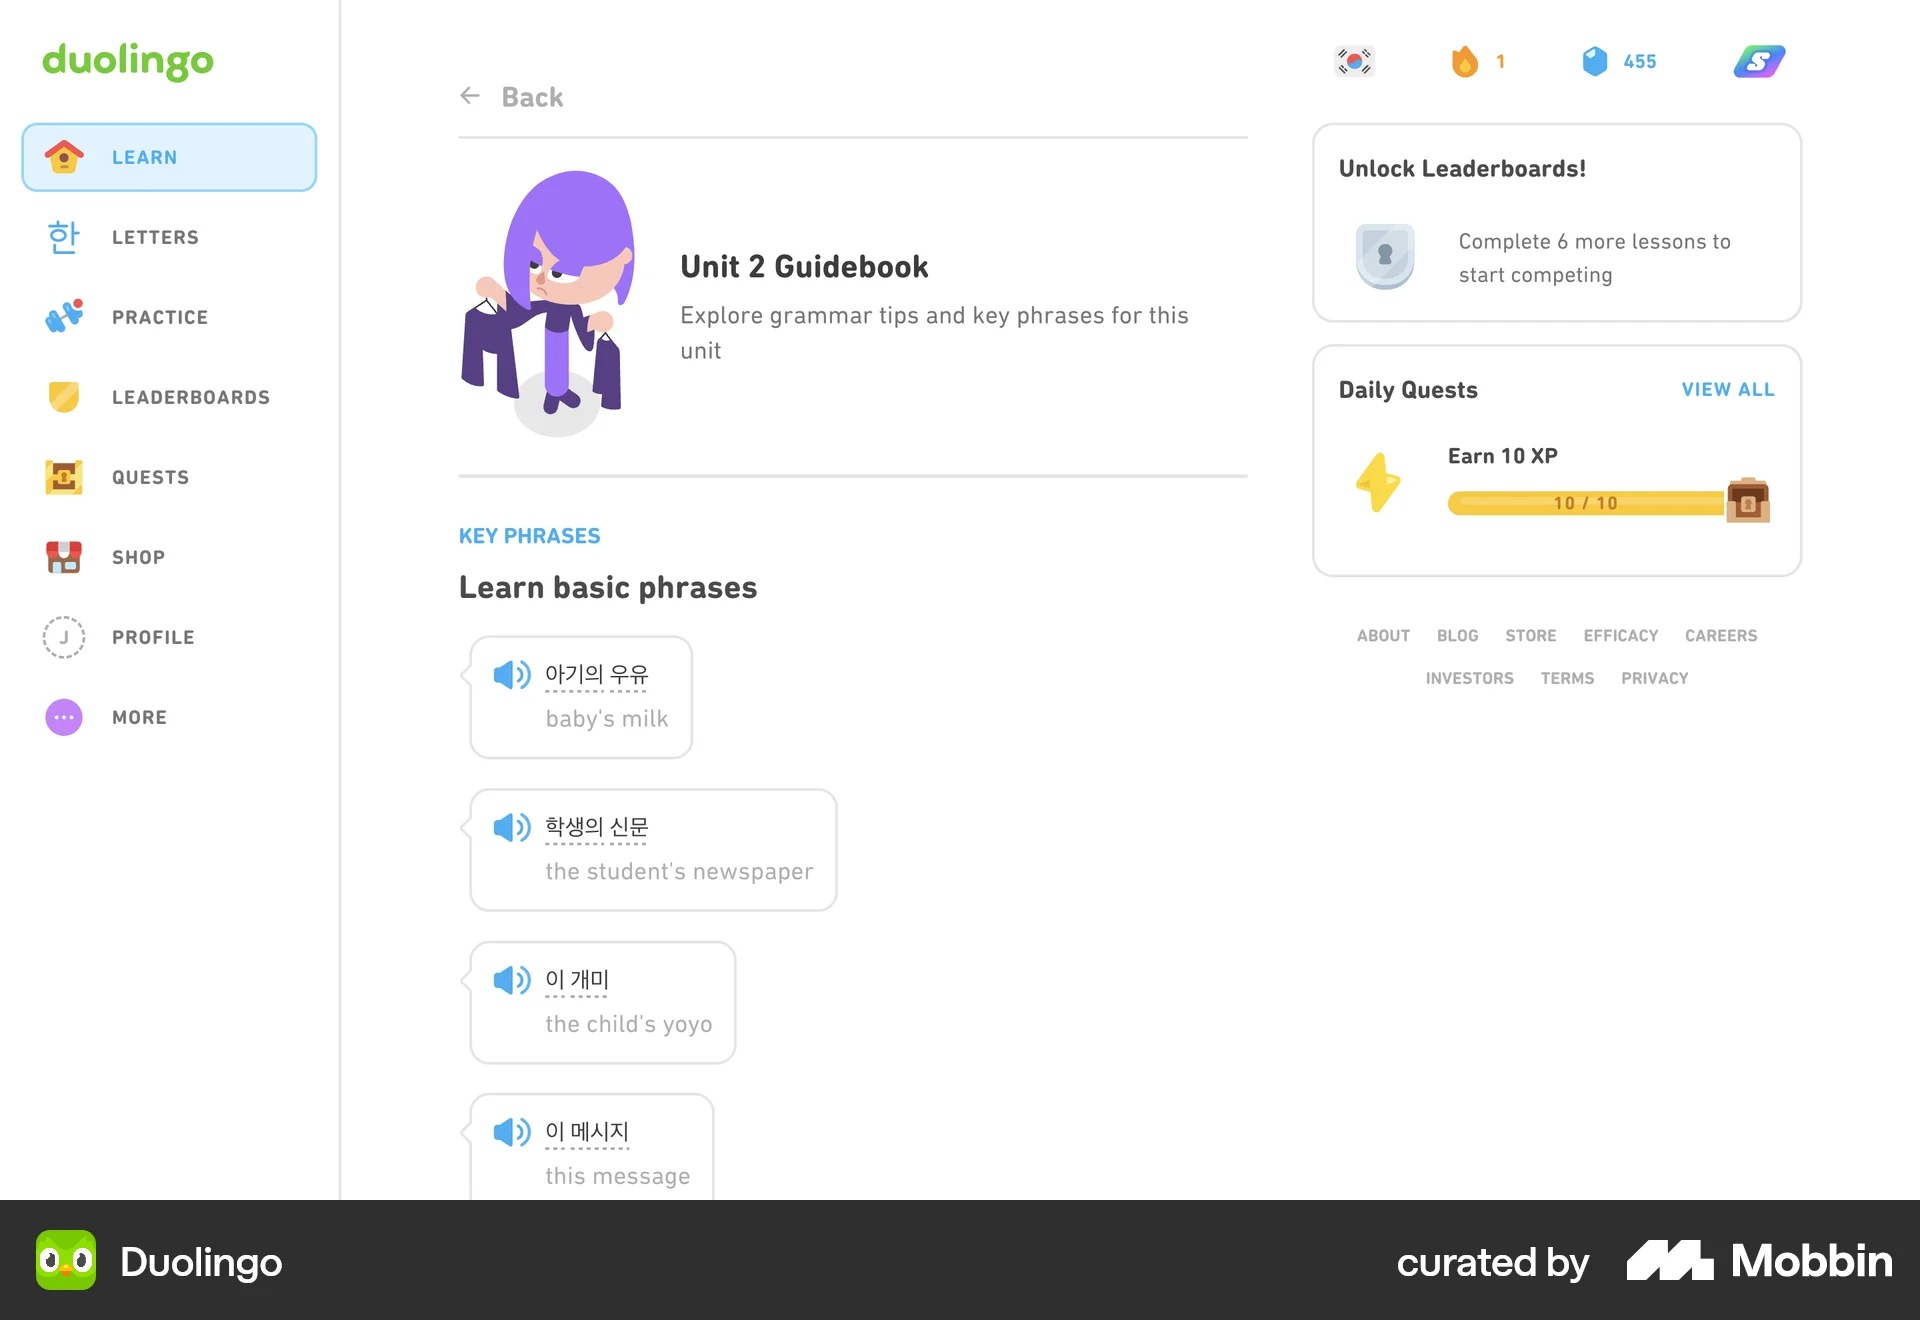 duolingo
LEARN
한
LETTERS
PRACTICE
LEADERBOARDS
QUESTS
SHOP
J
PROFILE
MORE
Back
Unit 2 Guidebook
Explore grammar tips and key phrases for this
unit
KEY PHRASES
Learn basic phrases
아기의 우유
baby's milk
학생의 신문
the student's newspaper
이 개미
the child's yoyo
이 메시지
this message
1
455
S
Unlock Leaderboards!
Complete 6 more lessons to
start competing
Daily Quests
VIEW ALL
Earn 10 XP
10 / 10
ABOUT BLOG STORE EFFICACY CAREERS
INVESTORS TERMS PRIVACY
Duolingo
curated by Mobbin